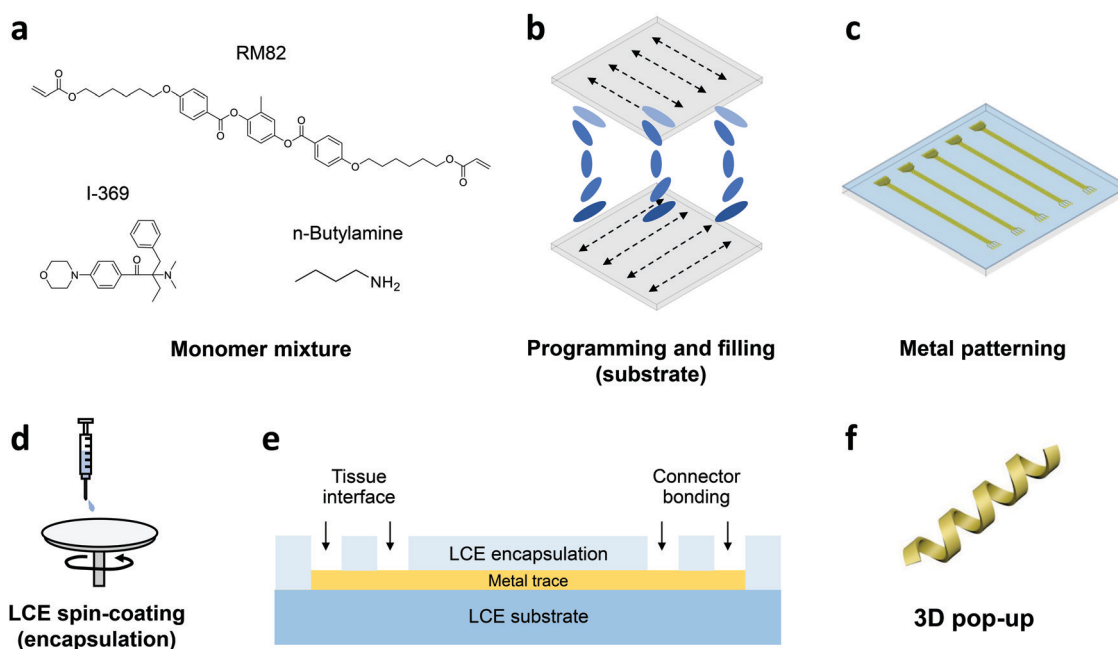 a
RM82
O
O
O
O
O
O
O
O
O
O
I-369
O
N
O
N
n-Butylamine
NH2
Monomer mixture
b
Programming and filling
(substrate)
c
Metal patterning
d
LCE spin-coating
(encapsulation)
e
Tissue
interface
Connector
bonding
LCE encapsulation
Metal trace
LCE substrate
f
3D pop-up